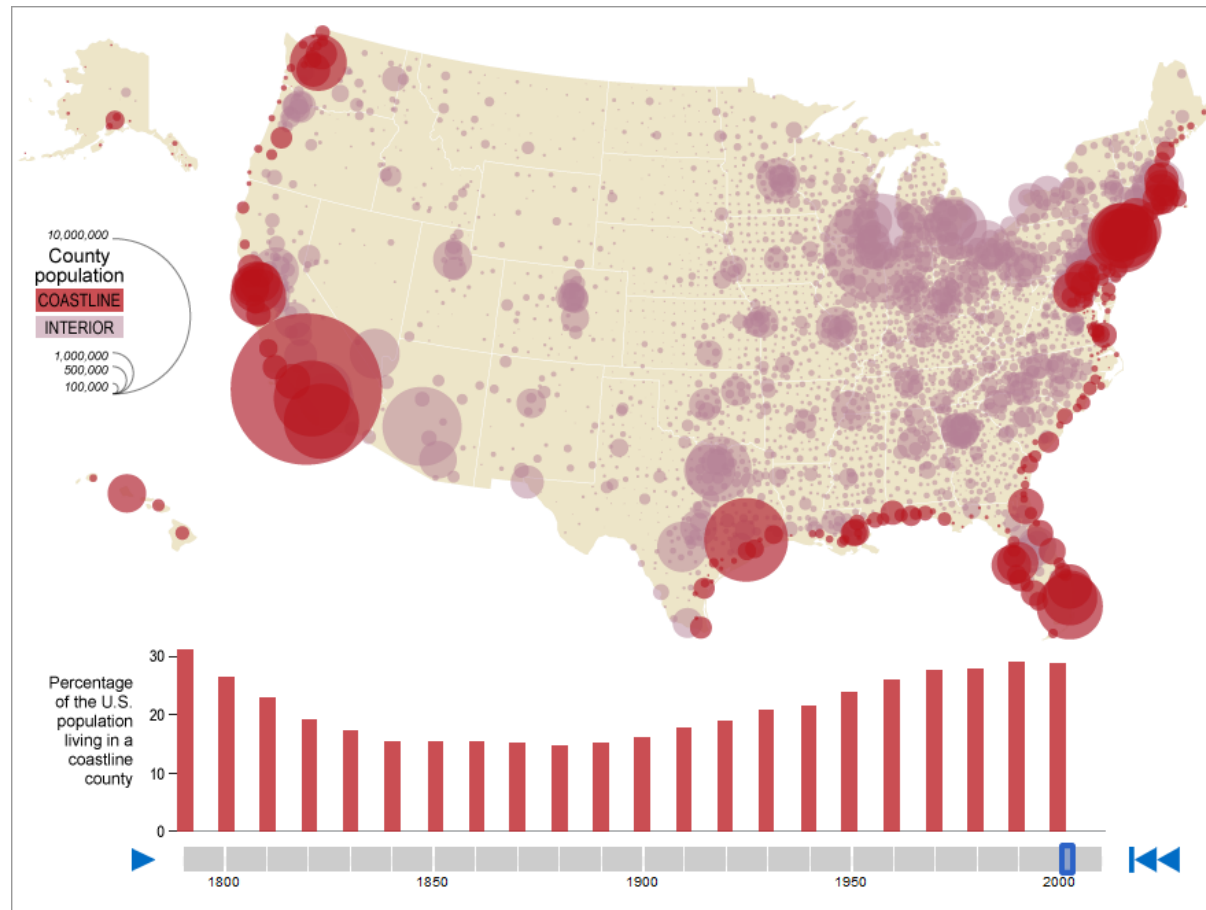 10,000,000
County
population
COASTLINE
INTERIOR
1,000,000
500,000
100,000
30
20
10
0
Percentage
of the U.S.
population
living in a
coastline
county
1800 1850 1900 1950 2000